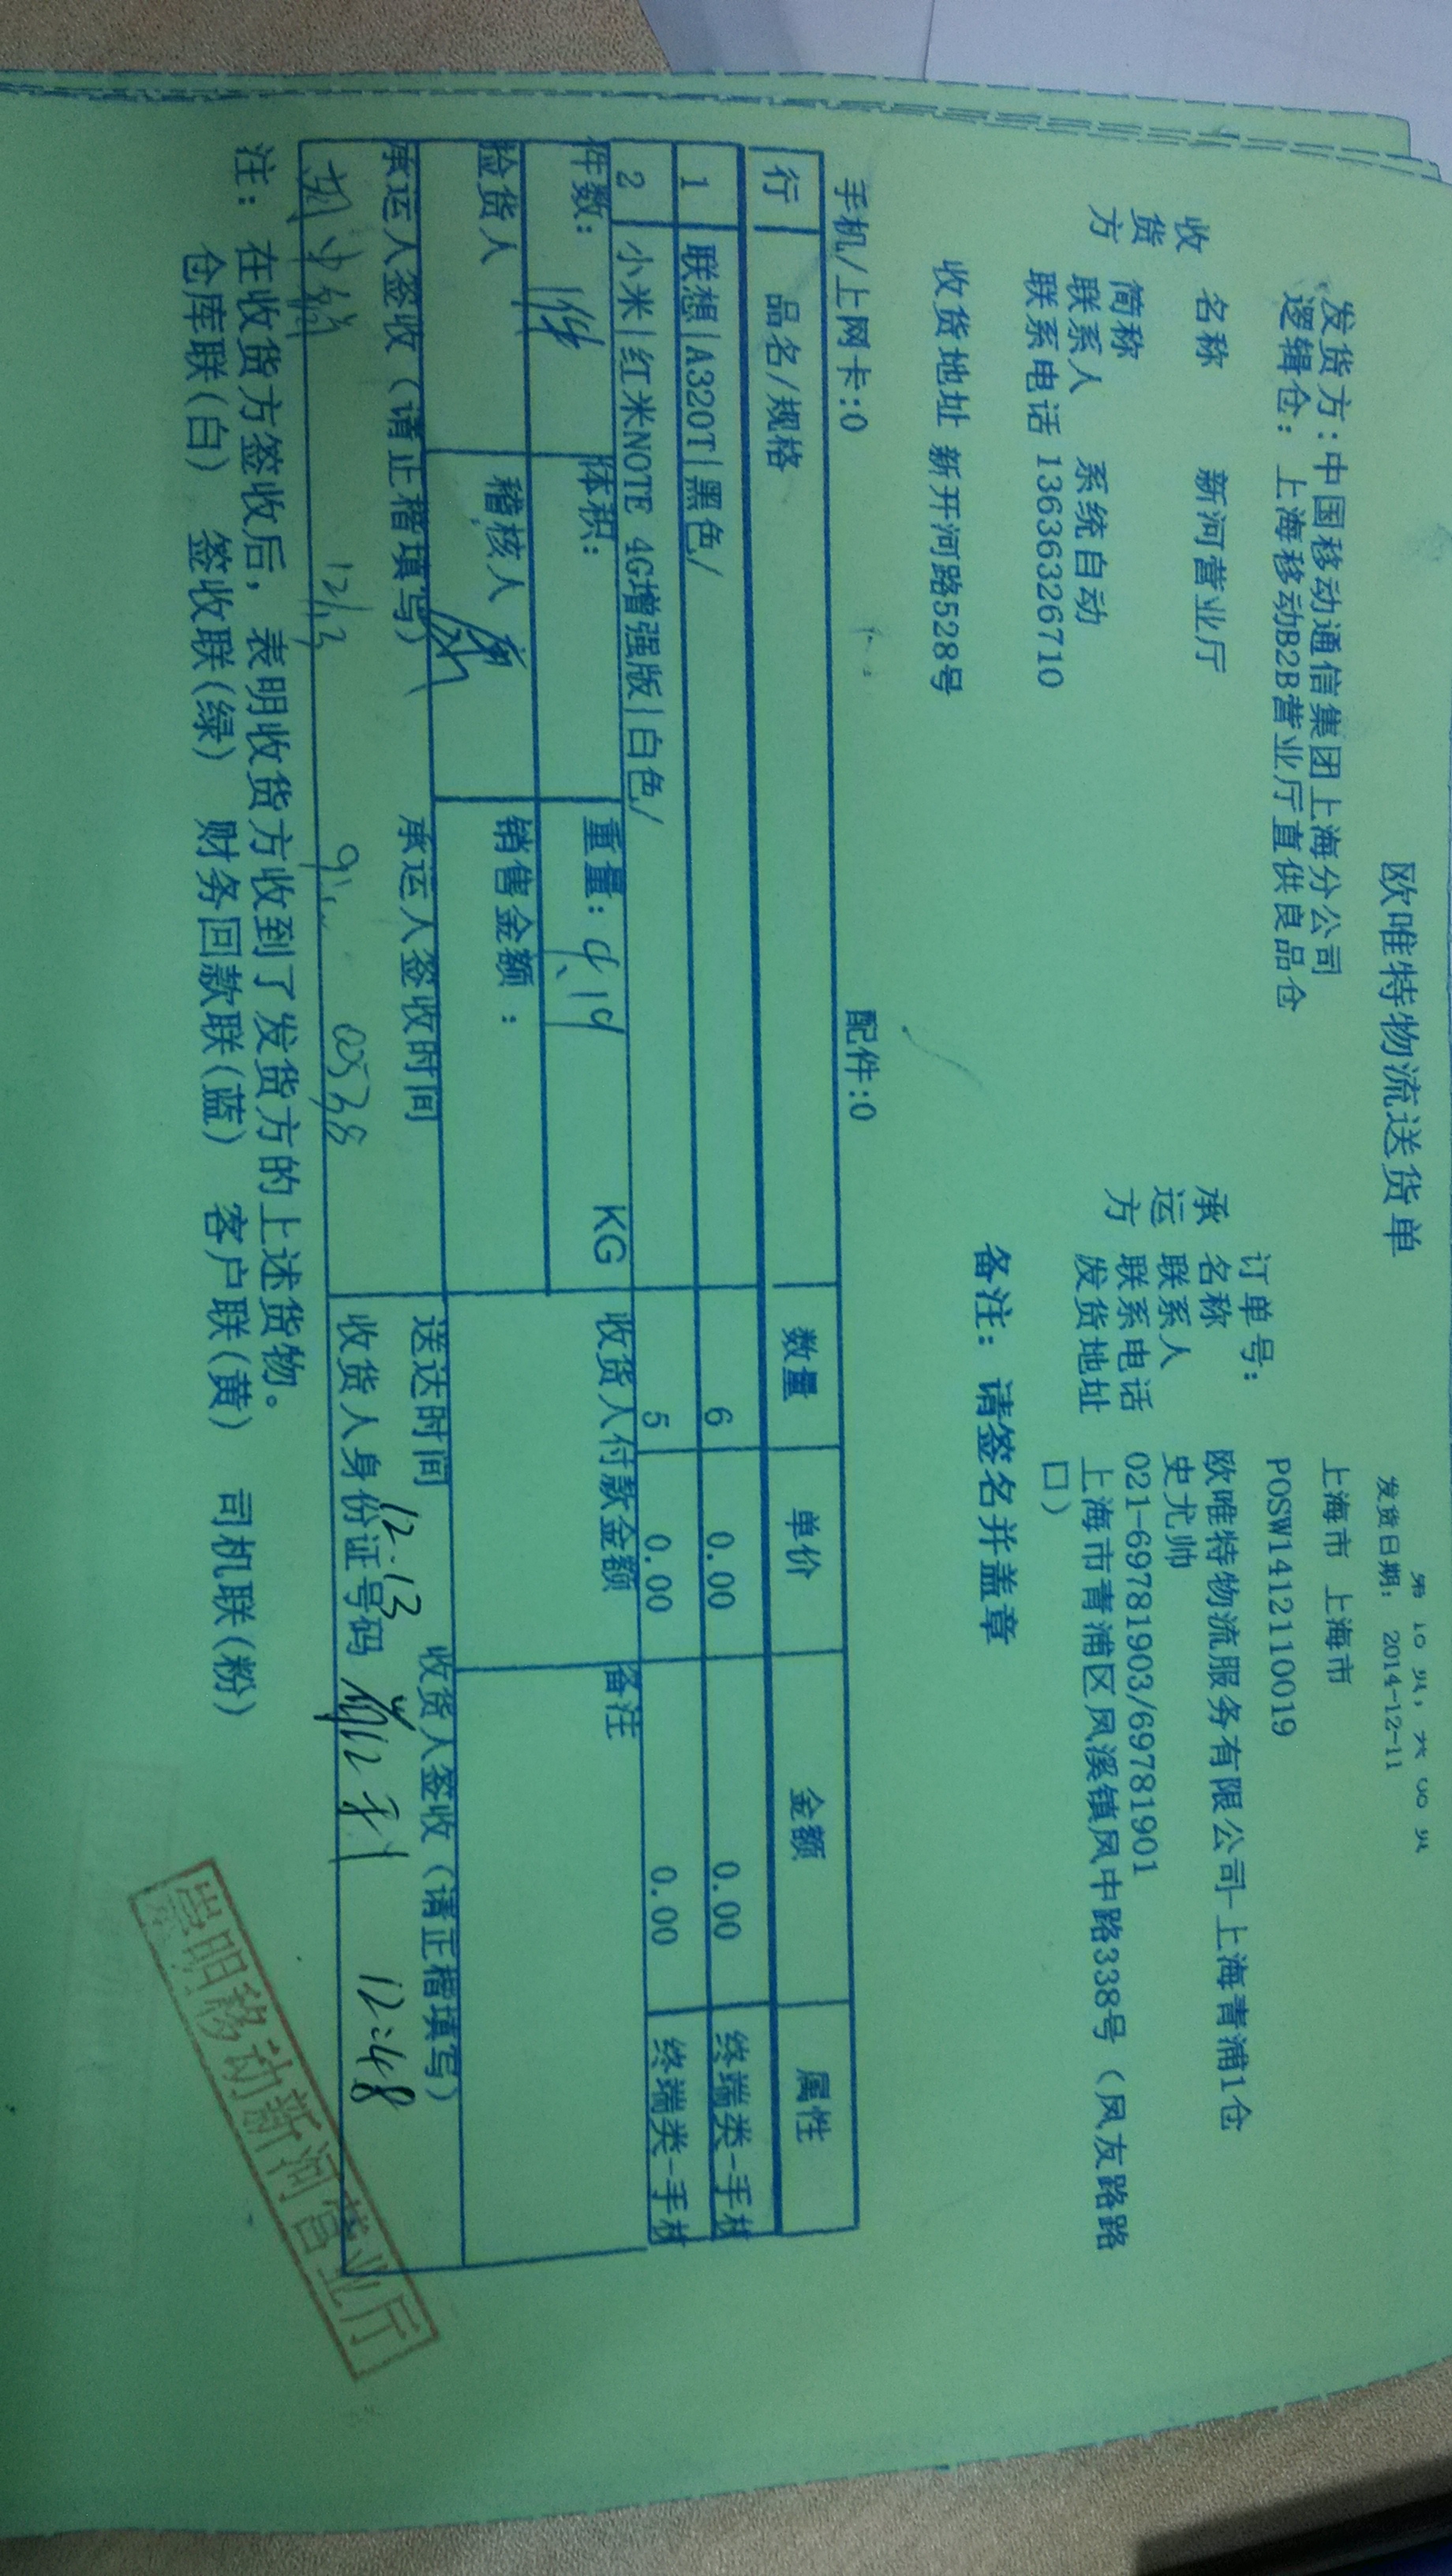 欧唯特物流送货单
第 10 页, 共 60 页
发货日期: 2014-12-11
发货方:中国移动通信集团上海分公司
上海市 上海市
逻辑仓: 上海移动B2B营业厅直供良品仓
订单号: POSW1412110019
收货方
名称 新河营业厅
简称
联系人 系统自动
联系电话 13636326710
收货地址 新开河路528号
承运方
名称 欧唯特物流服务有限公司-上海青浦1仓
联系人 史尤帅
联系电话 021-69781903/69781901
发货地址 上海市青浦区凤溪镇凤中路338号（凤友路路口）
备注: 请签名并盖章
手机/上网卡:0 配件:0
行 品名/规格 数量 单价 金额 属性
1 联想|A320T|黑色/ 6 0.00 0.00 终端类-手机
2 小米|红米NOTE 4G增强版|白色/ 5 0.00 0.00 终端类-手机
件数: 1件 体积: 重量: 4.19 KG 收货人付款金额 备注
验货人 稽核人 销售金额:
承运人签收（请正楷填写） 承运人签收时间 送达时间 12.13 收货人签收（请正楷填写）
12/13 0538 收货人身份证号码 12:48
注: 在收货方签收后, 表明收货方收到了发货方的上述货物。
仓库联(白) 签收联(绿) 财务回款联(蓝) 客户联(黄) 司机联(粉)
崇明移动新河营业厅